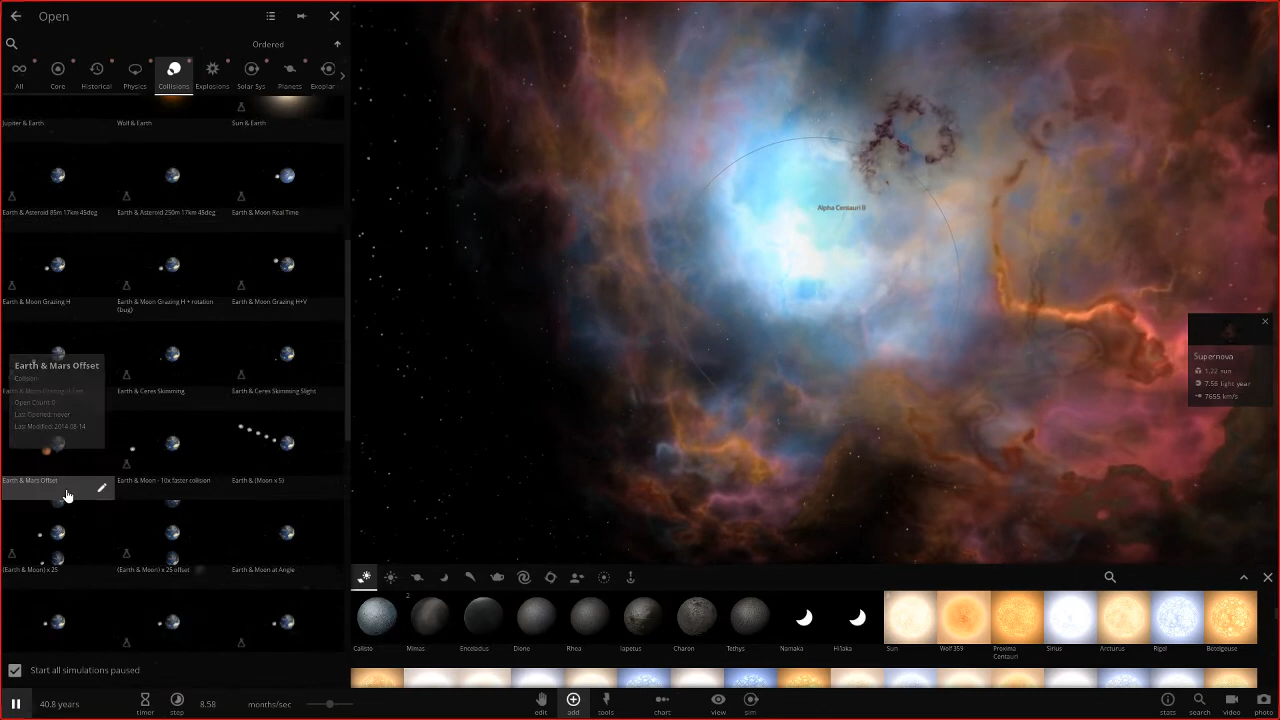 Open
Ordered
All
Core
Historical
Physics
Collisions
Explosions
Solar Sys
Planets
Exoplar
Jupiter & Earth
Wolf & Earth
Sun & Earth
Earth & Asteroid 85m 17km 45deg
Earth & Asteroid 250m 17km 45deg
Earth & Moon Real Time
Earth & Moon Grazing H
Earth & Moon Grazing H + rotation
(bug)
Earth & Moon Grazing H+V
Earth & Mars Offset
Collision
Open Count: 0
Last Opened: never
Last Modified: 2014-08-14
Earth & Ceres Skimming
Earth & Ceres Skimming Slight
Earth & Mars Offset
Earth & Moon - 10x faster collision
Earth & (Moon x 5)
(Earth & Moon) x 25
(Earth & Moon) x 25 offset
Earth & Moon at Angle
Start all simulations paused
Alpha Centauri B
Supernova
1.22 sun
7.55 light year
7655 km/s
2
Callisto
Mimas
Enceladus
Dione
Rhea
Iapetus
Charon
Tethys
Namaka
Hi'iaka
Sun
Wolf 359
Proxima
Centauri
Sirius
Arcturus
Rigel
Betelgeuse
40.8 years
timer
step
8.58
months/sec
edit
add
tools
chart
view
sim
stats
search
video
photo